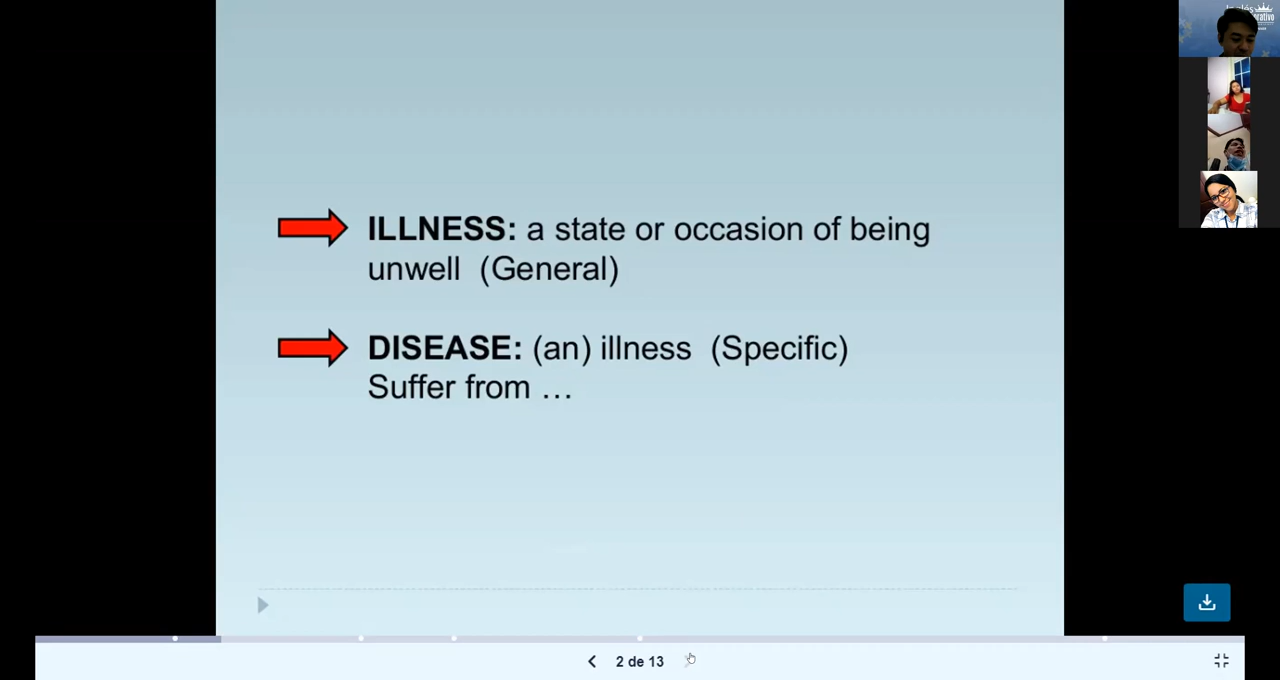 ILLNESS: a state or occasion of being
unwell (General)
DISEASE: (an) illness (Specific)
Suffer from …
2 de 13